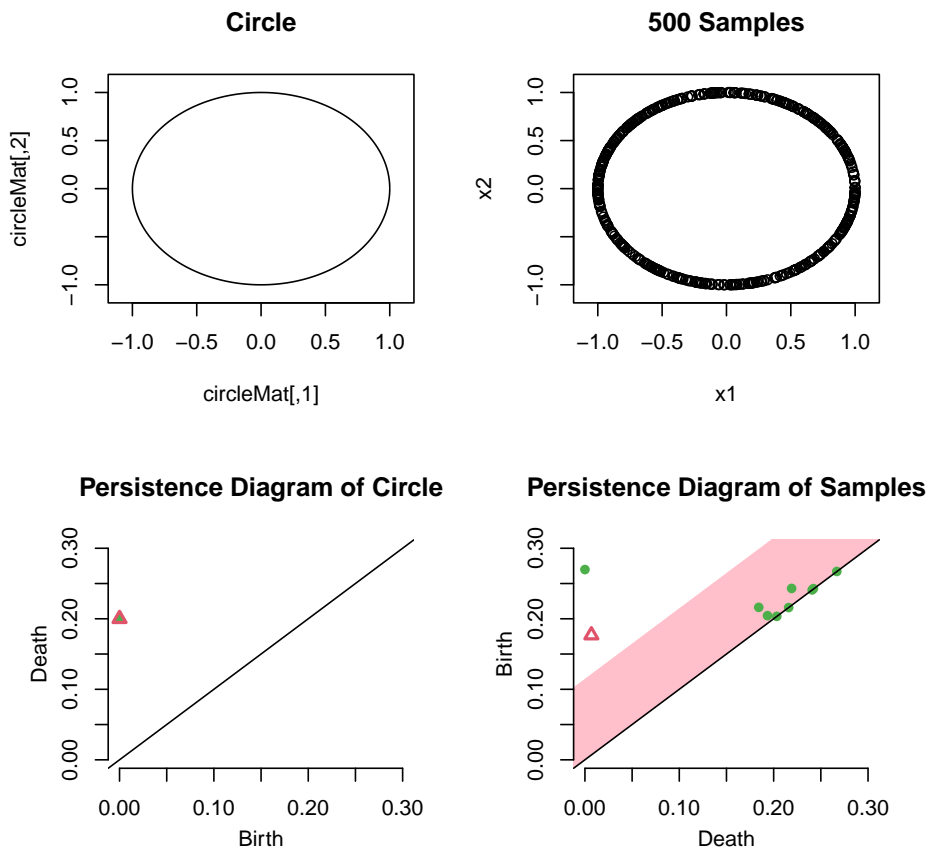 Circle
circleMat[,2]
1.0
0.5
0.0
−1.0
−1.0 −0.5 0.0 0.5 1.0
circleMat[,1]
500 Samples
x2
1.0
0.5
0.0
−1.0
−1.0 −0.5 0.0 0.5 1.0
x1
Persistence Diagram of Circle
Death
0.30
0.20
0.10
0.00
0.00 0.10 0.20 0.30
Birth
Persistence Diagram of Samples
Birth
0.30
0.20
0.10
0.00
0.00 0.10 0.20 0.30
Death